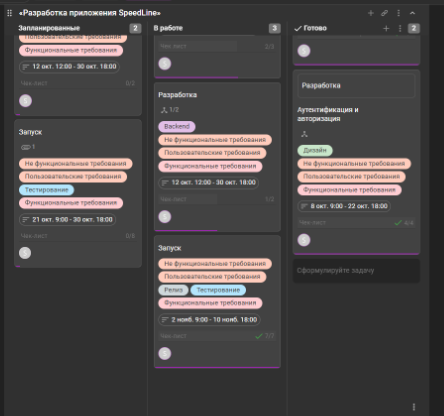 «Разработка приложения SpeedLine»
Запланированные 2
Пользовательские требования
Функциональные требования
12 окт. 12:00 - 30 окт. 18:00
Чек-лист 0/2
S
Запуск
1
Не функциональные требования
Пользовательские требования
Тестирование
Функциональные требования
21 окт. 9:00 - 30 окт. 18:00
Чек-лист 0/8
S
В работе 3
S
Разработка
1/2
Backend
Не функциональные требования
Пользовательские требования
Функциональные требования
12 окт. 12:00 - 30 окт. 18:00
Чек-лист 1/2
S
Запуск
Не функциональные требования
Пользовательские требования
Релиз Тестирование
Функциональные требования
2 нояб. 9:00 - 10 нояб. 18:00
Чек-лист
S
Готово 2
S
Разработка
Аутентификация и
авторизация
Дизайн
Не функциональные требования
Пользовательские требования
Функциональные требования
8 окт. 9:00 - 22 окт. 18:00
Чек-лист 4/4
S
Сформулируйте задачу